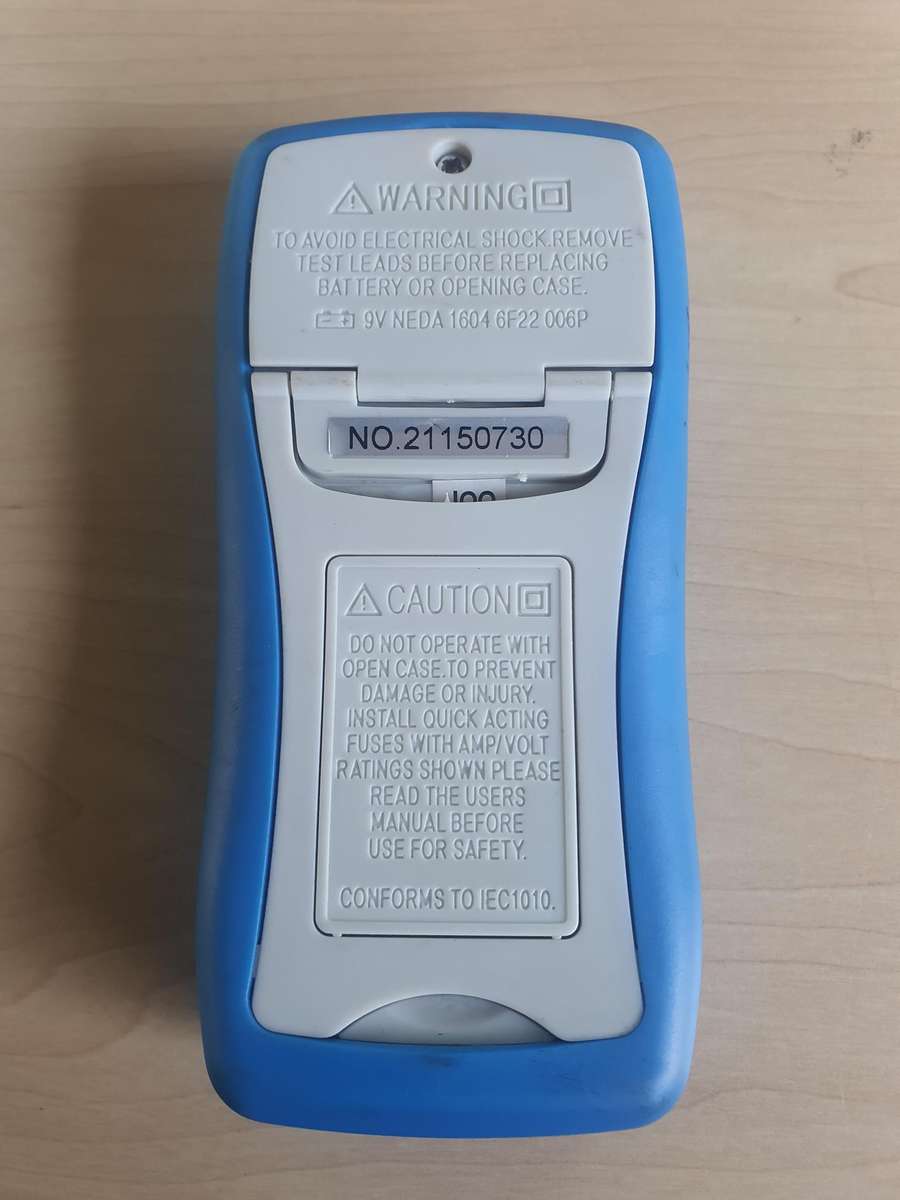 WARNING
TO AVOID ELECTRICAL SHOCK.REMOVE
TEST LEADS BEFORE REPLACING
BATTERY OR OPENING CASE.
9V NEDA 1604 6F22 006P
NO.21150730
CAUTION
DO NOT OPERATE WITH
OPEN CASE.TO PREVENT
DAMAGE OR INJURY.
INSTALL QUICK ACTING
FUSES WITH AMP/VOLT
RATINGS SHOWN PLEASE
READ THE USERS
MANUAL BEFORE
USE FOR SAFETY.
CONFORMS TO IEC1010.